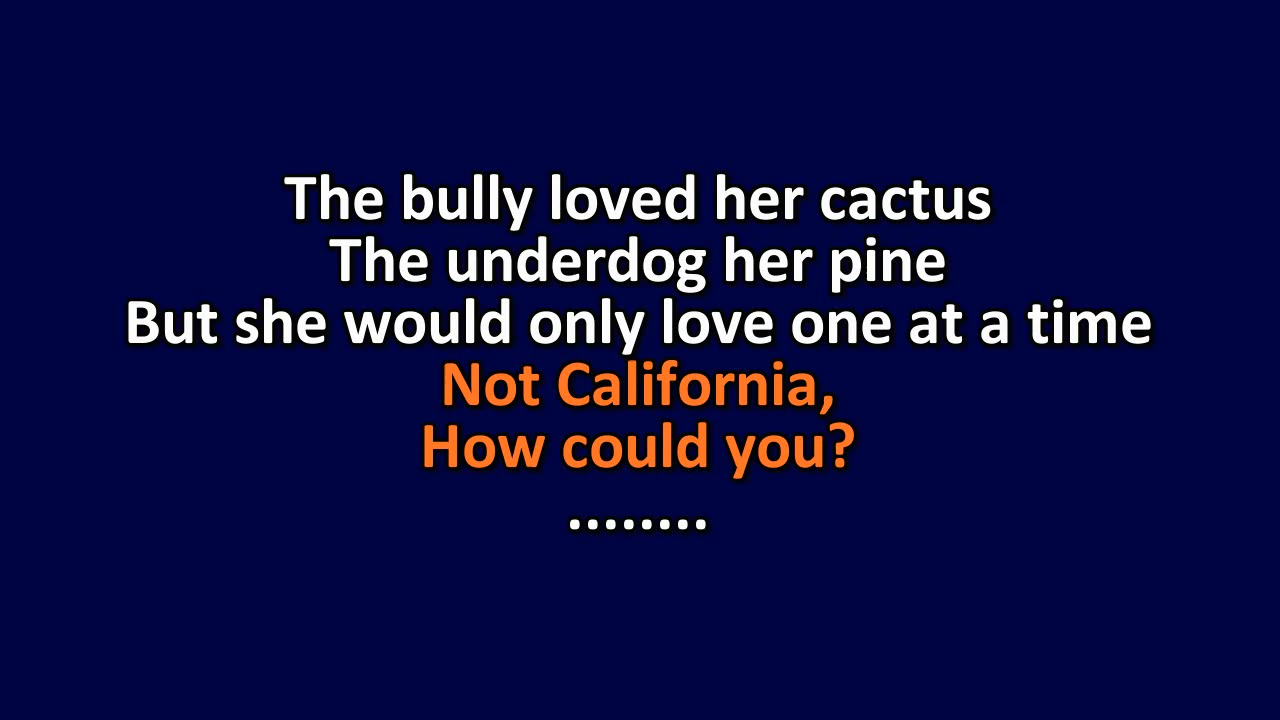 The bully loved her cactus
The underdog her pine
But she would only love one at a time
Not California,
How could you?
........